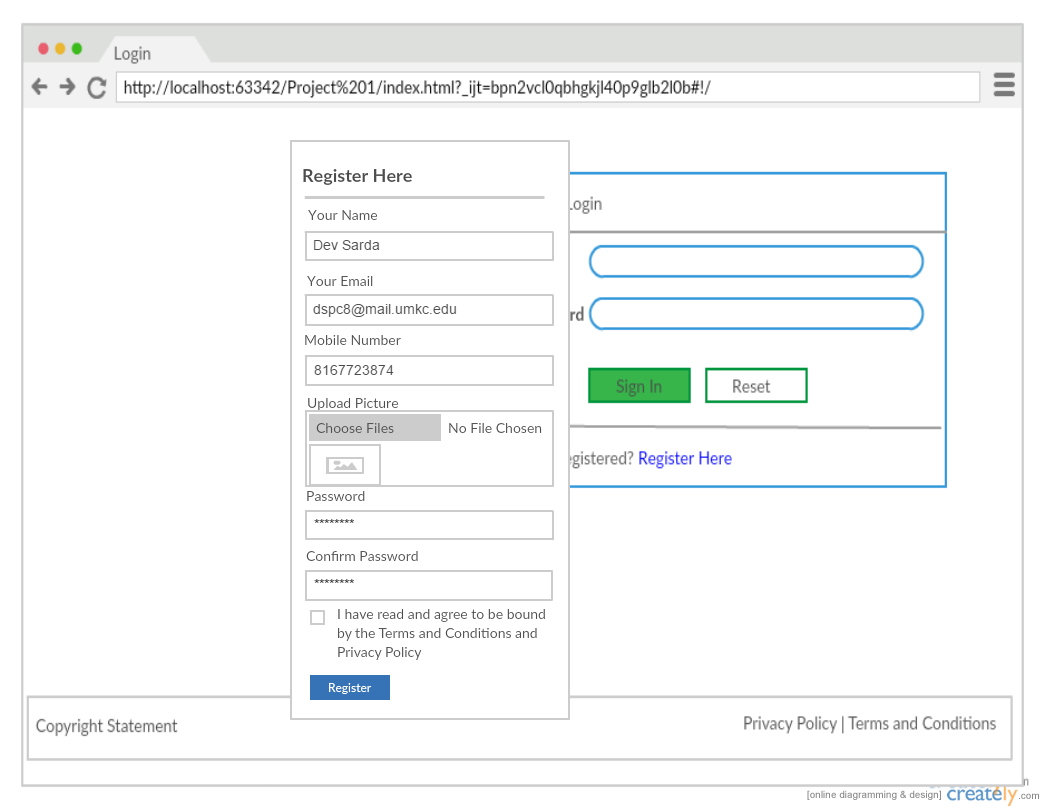 Login
http://localhost:63342/Project%201/index.html?_ijt=bpn2vcl0qbhgkjl40p9glb2l0b#!/
Register Here
Your Name
Dev Sarda
Your Email
dspc8@mail.umkc.edu
Mobile Number
8167723874
Upload Picture
Choose Files No File Chosen
Password
********
Confirm Password
********
I have read and agree to be bound
by the Terms and Conditions and
Privacy Policy
Register
Login
rd
Sign In Reset
egistered? Register Here
Copyright Statement
Privacy Policy | Terms and Conditions
[online diagramming & design] creately.com